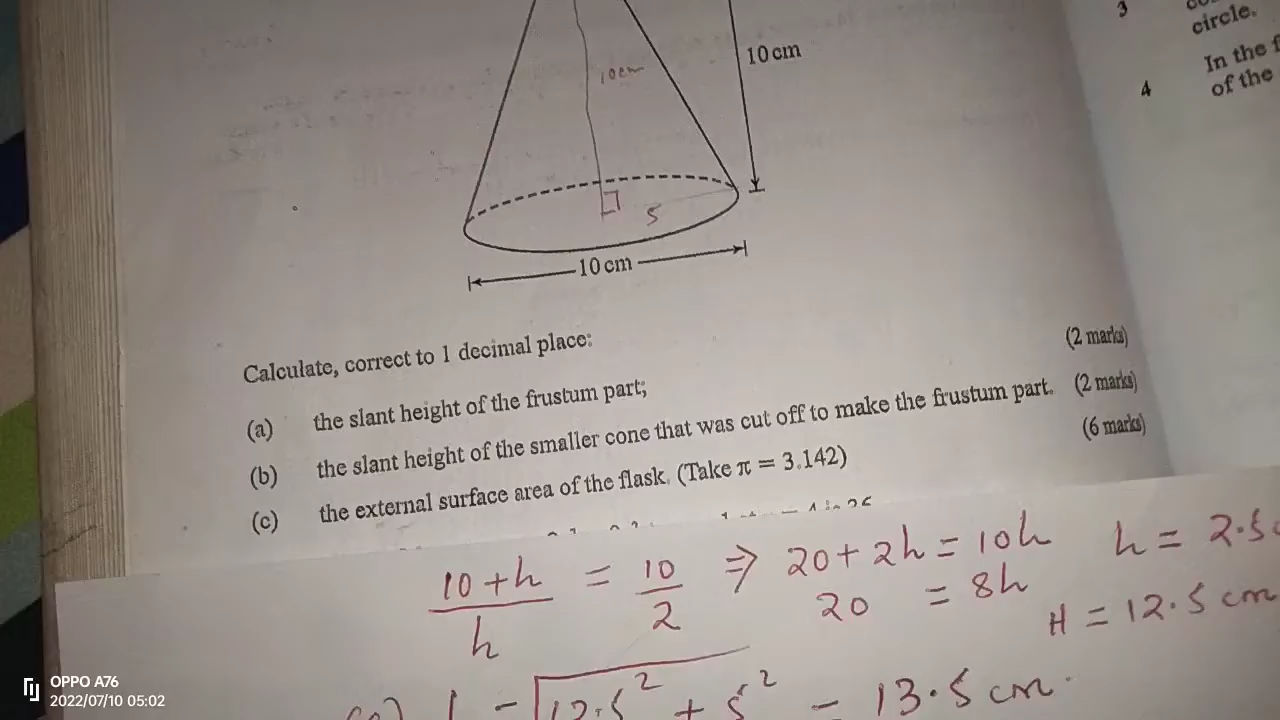 3
circle.
In the
4
of the
10cm
10 cm
5
10 cm
Calculate, correct to 1 decimal place:
(a) the slant height of the frustum part; (2 marks)
(b) the slant height of the smaller cone that was cut off to make the frustum part. (2 marks)
(c) the external surface area of the flask. (Take π = 3.142) (6 marks)
10 + h / h = 10 / 2 ⇒ 20 + 2h = 10h h = 2.5
20 = 8h
H = 12.5 cm
= √12.5² + 5² = 13.5 cm.
OPPO A76
2022/07/10 05:02